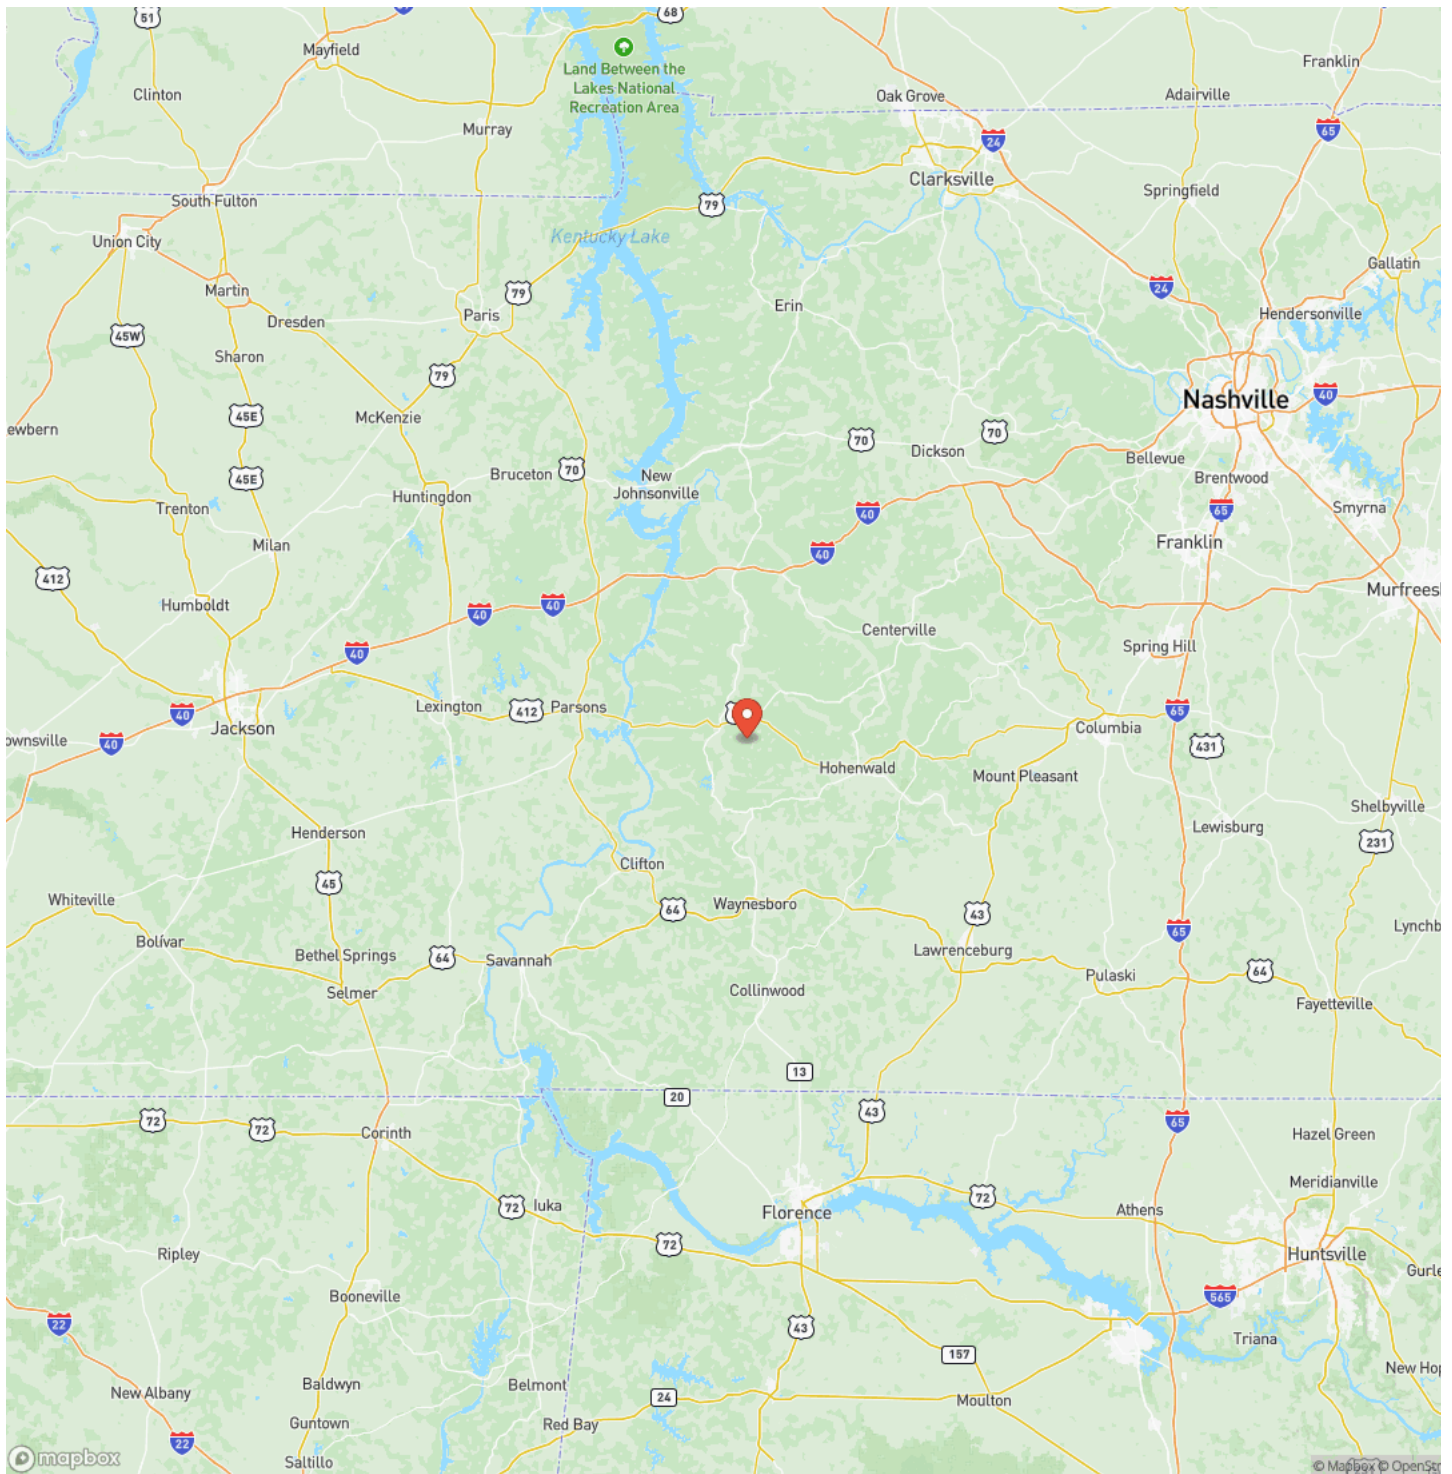 51
68
Mayfield
Land Between the
Lakes National
Recreation Area
Franklin
Clinton
Oak Grove
Adairville
Murray
24
65
Clarksville
Springfield
South Fulton
79
Union City
Kentucky Lake
Gallatin
Martin
79
24
Erin
Hendersonville
Paris
Dresden
45W
Sharon
79
Nashville
40
McKenzie
45E
ewbern
70
70
Dickson
Bellevue
45E
Bruceton
70
New
Johnsonville
Brentwood
Huntingdon
Trenton
40
65
Smyrna
Milan
Franklin
40
412
Murfreesb
Humboldt
40
40
Centerville
40
Spring Hill
Lexington
412
Parsons
40
65
Jackson
Columbia
ownsville
40
431
Hohenwald
Mount Pleasant
Shelbyville
Henderson
Lewisburg
231
Clifton
45
Whiteville
64
Waynesboro
43
65
Lynchb
Bolívar
Bethel Springs
64
Savannah
Lawrenceburg
64
Pulaski
Selmer
Collinwood
Fayetteville
13
20
72
72
43
65
Corinth
Hazel Green
Meridianville
72
Iuka
72
Florence
Athens
72
Ripley
Huntsville
Gurle
Booneville
565
22
43
Triana
157
New Hop
New Albany
Baldwyn
Belmont
24
Moulton
Guntown
Red Bay
22
Saltillo
mapbox
© Mapbox © OpenStr